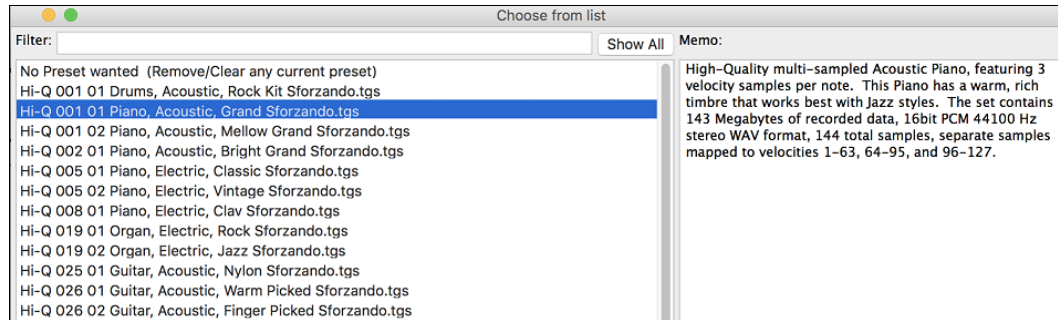 Choose from list
Filter:
Show All
Memo:
No Preset wanted  (Remove/Clear any current preset)
Hi-Q 001 01 Drums, Acoustic, Rock Kit Sforzando.tgs
Hi-Q 001 01 Piano, Acoustic, Grand Sforzando.tgs
Hi-Q 001 02 Piano, Acoustic, Mellow Grand Sforzando.tgs
Hi-Q 002 01 Piano, Acoustic, Bright Grand Sforzando.tgs
Hi-Q 005 01 Piano, Electric, Classic Sforzando.tgs
Hi-Q 005 02 Piano, Electric, Vintage Sforzando.tgs
Hi-Q 008 01 Piano, Electric, Clav Sforzando.tgs
Hi-Q 019 01 Organ, Electric, Rock Sforzando.tgs
Hi-Q 019 02 Organ, Electric, Jazz Sforzando.tgs
Hi-Q 025 01 Guitar, Acoustic, Nylon Sforzando.tgs
Hi-Q 026 01 Guitar, Acoustic, Warm Picked Sforzando.tgs
Hi-Q 026 02 Guitar, Acoustic, Finger Picked Sforzando.tgs
High-Quality multi-sampled Acoustic Piano, featuring 3
velocity samples per note.  This Piano has a warm, rich
timbre that works best with Jazz styles.  The set contains
143 Megabytes of recorded data, 16bit PCM 44100 Hz
stereo WAV format, 144 total samples, separate samples
mapped to velocities 1-63, 64-95, and 96-127.